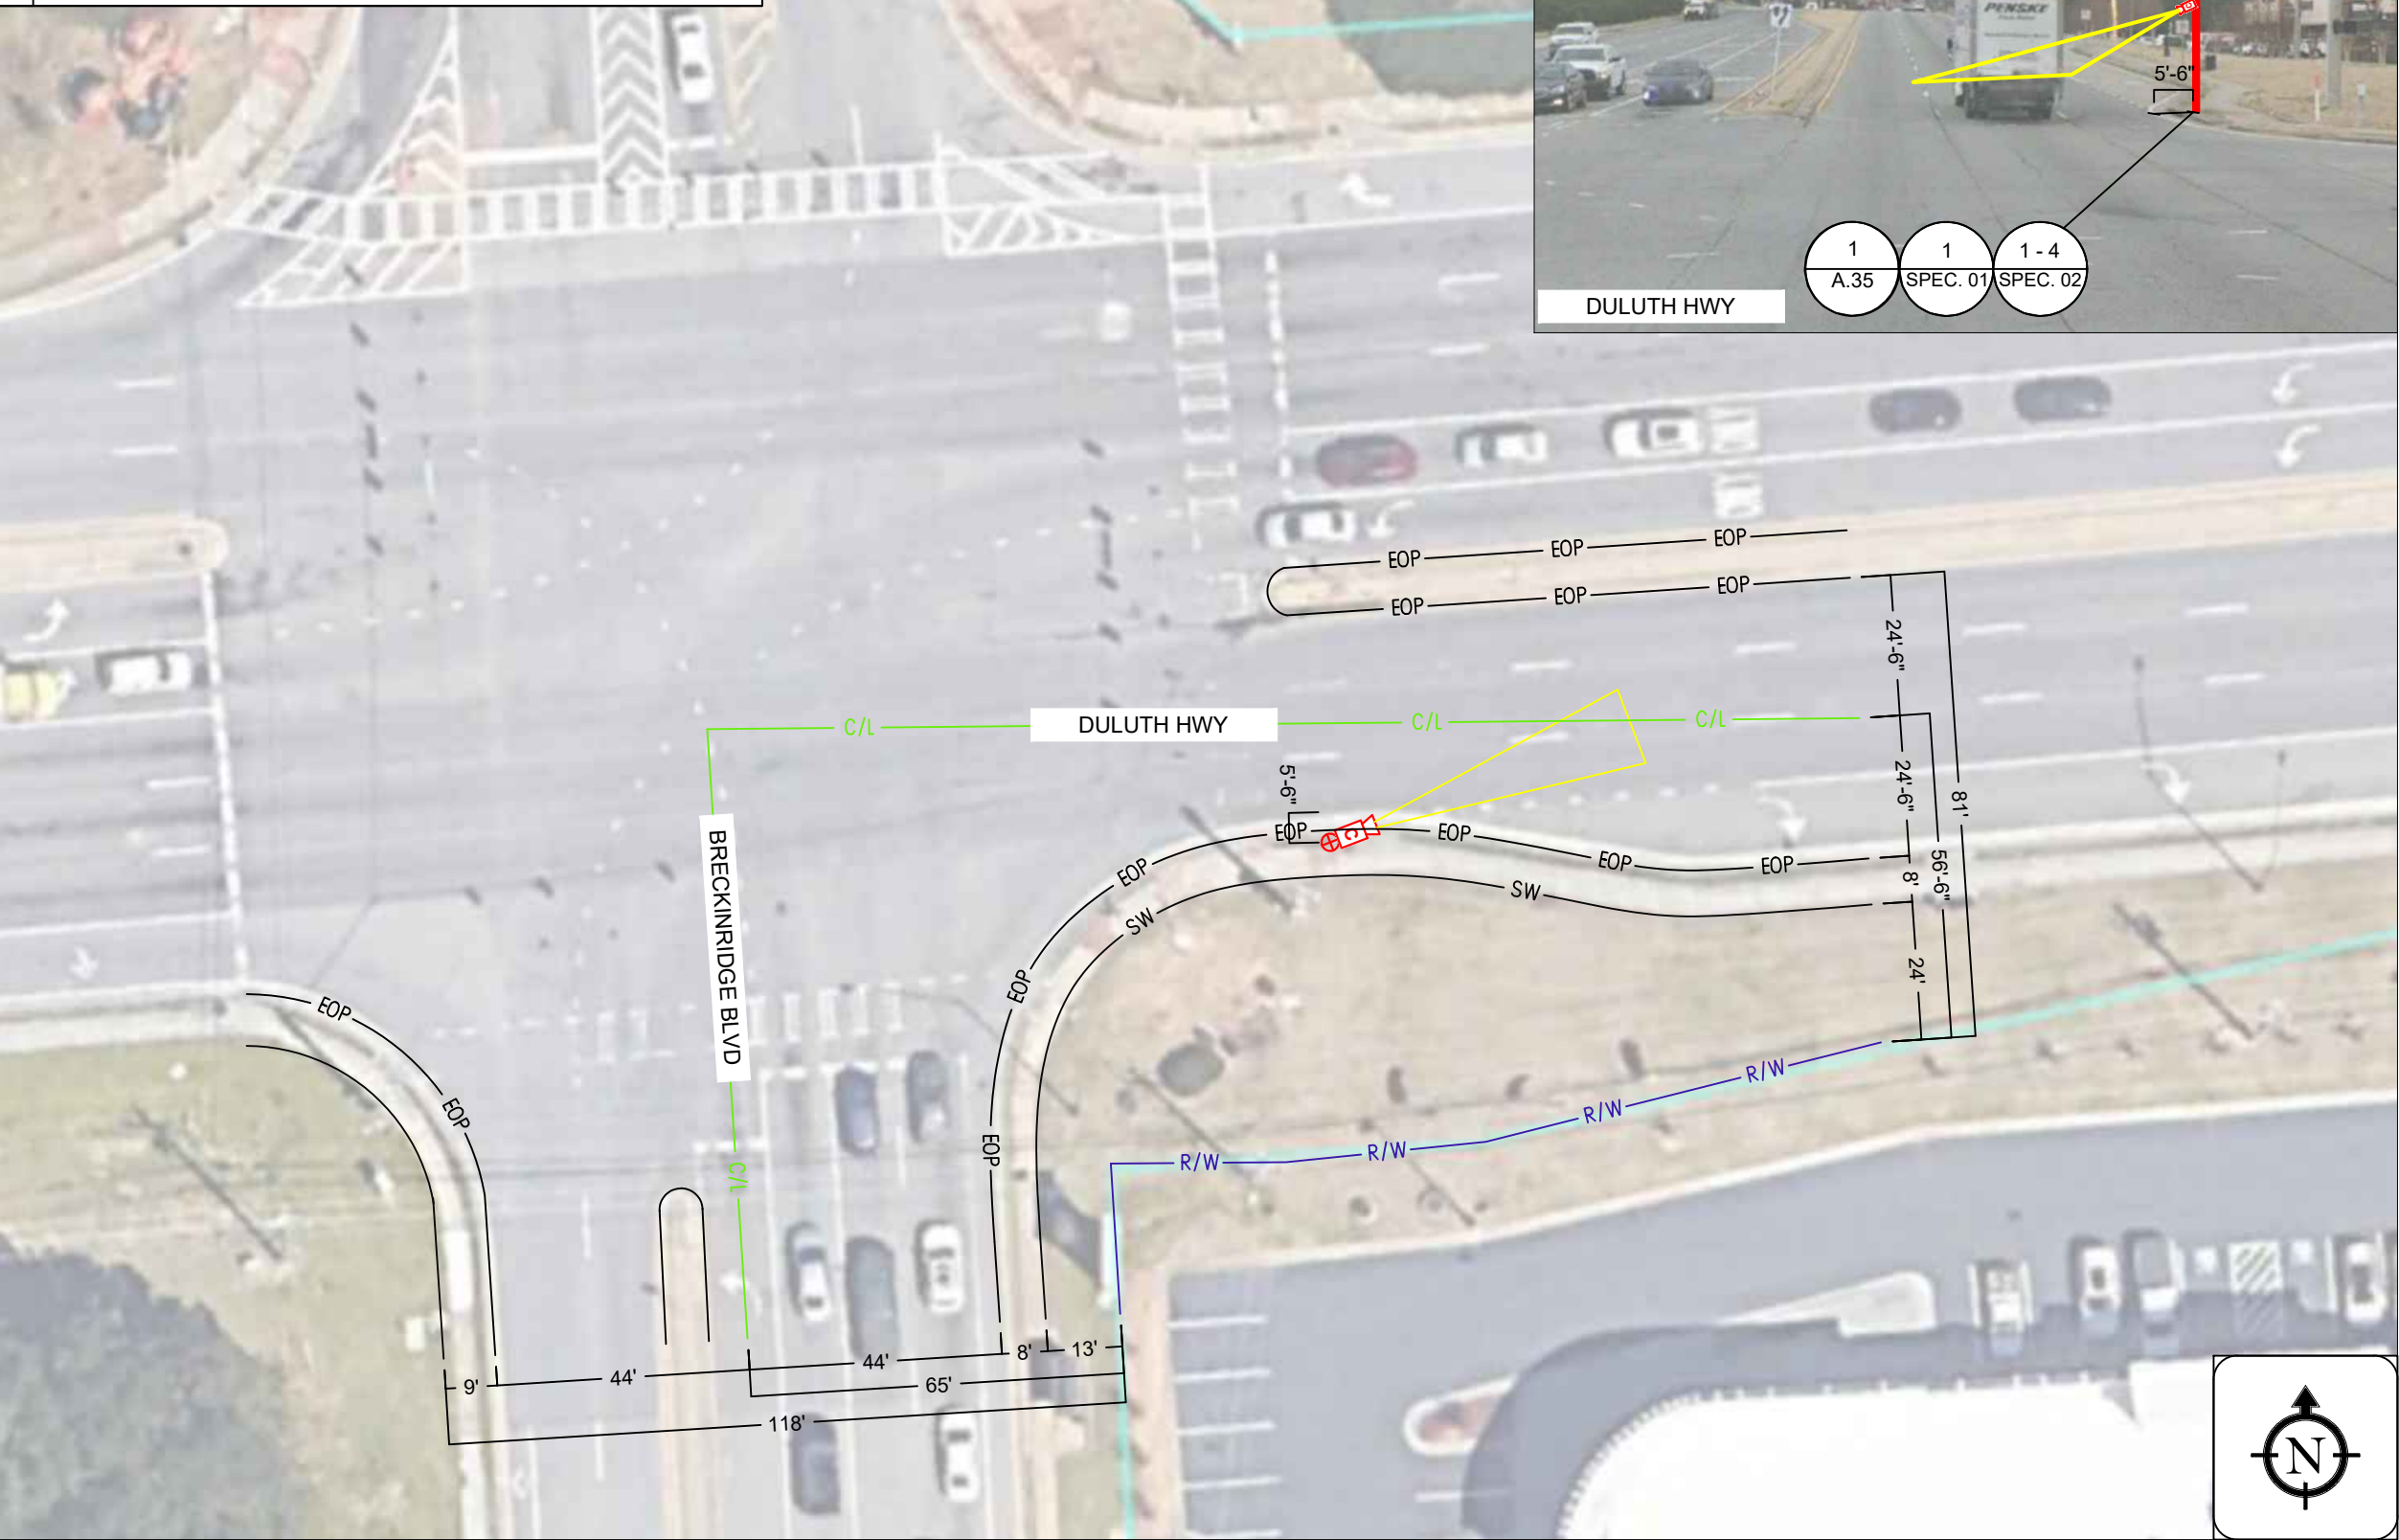 PENSKE
5'-6"
1
A.35
1
SPEC. 01
1 - 4
SPEC. 02
DULUTH HWY
ONLY
ONLY
EOP EOP EOP
EOP EOP EOP
24'-6"
C/L DULUTH HWY C/L C/L
5'-6"
24'-6"
81'
BRECKINRIDGE BLVD
EOP C EOP
EOP EOP EOP
56'-6"
8'
SW SW
24'
EOP
EOP
EOP
EOP
C/L
R/W R/W R/W R/W
9' 44' 44' 8' 13'
65'
118'
N